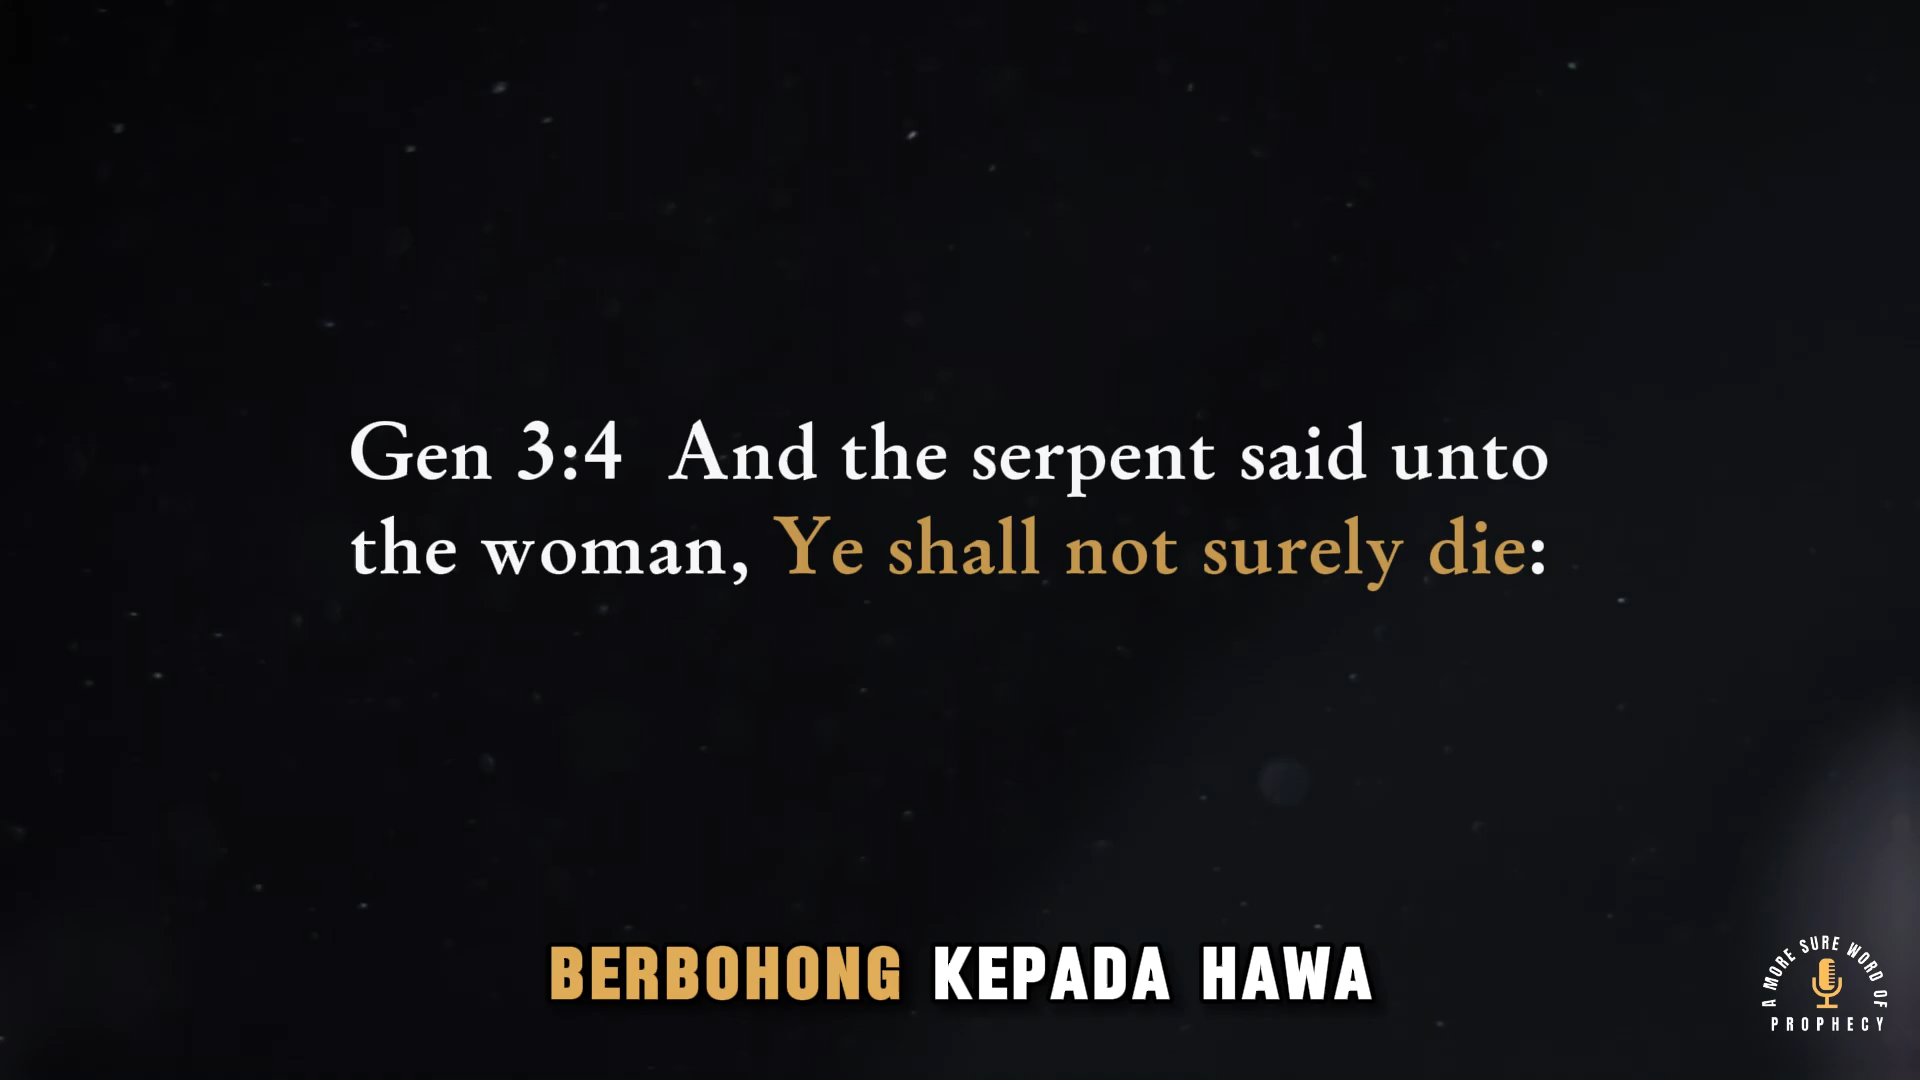 Gen 3:4 And the serpent said unto
the woman, Ye shall not surely die:
BERBOHONG KEPADA HAWA
A MORE SURE WORD OF
PROPHECY